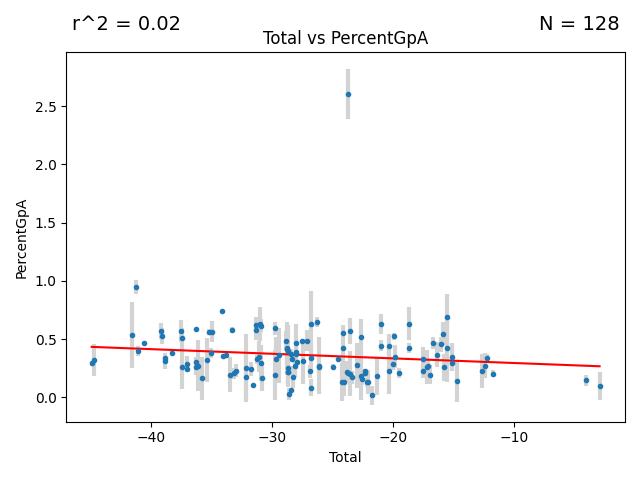 r^2 = 0.02
N = 128
Total vs PercentGpA
PercentGpA
2.5
2.0
1.5
1.0
0.5
0.0
−40
−30
−20
−10
Total